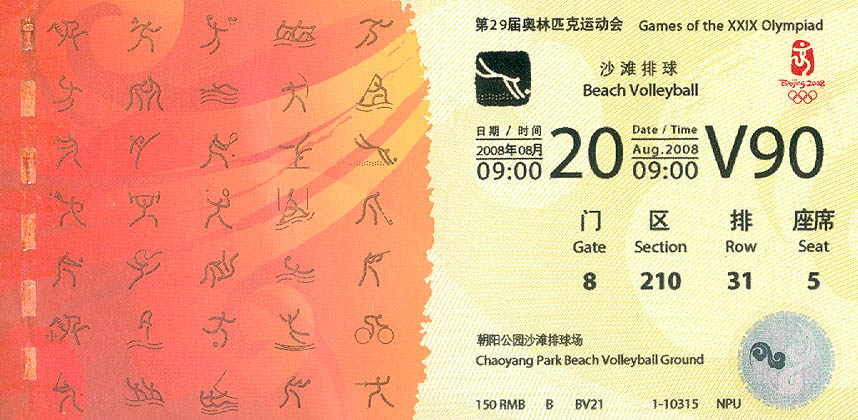 第29届奥林匹克运动会 Games of the XXIX Olympiad
沙滩排球
Beach Volleyball
Beijing 2008
日期 / 时间
2008年08月
09:00
20
Date / Time
Aug.2008
09:00
V90
门 区 排 座席
Gate Section Row Seat
8 210 31 5
朝阳公园沙滩排球场
Chaoyang Park Beach Volleyball Ground
150 RMB B BV21 1-10315 NPU